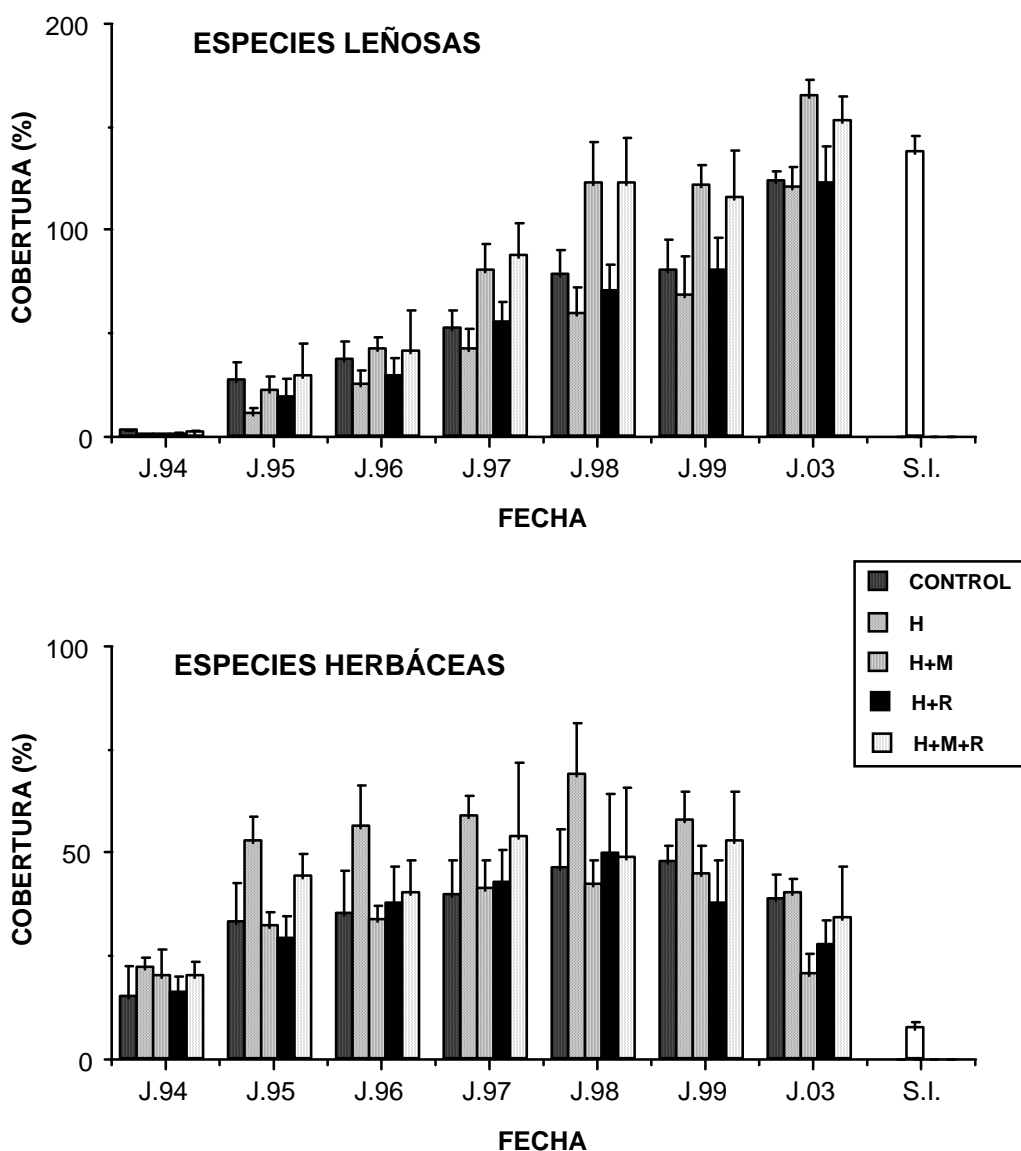 ESPECIES LEÑOSAS
COBERTURA (%)
200
100
0
J.94 J.95 J.96 J.97 J.98 J.99 J.03 S.I.
FECHA
CONTROL
H
H+M
H+R
H+M+R
ESPECIES HERBÁCEAS
COBERTURA (%)
100
50
0
J.94 J.95 J.96 J.97 J.98 J.99 J.03 S.I.
FECHA